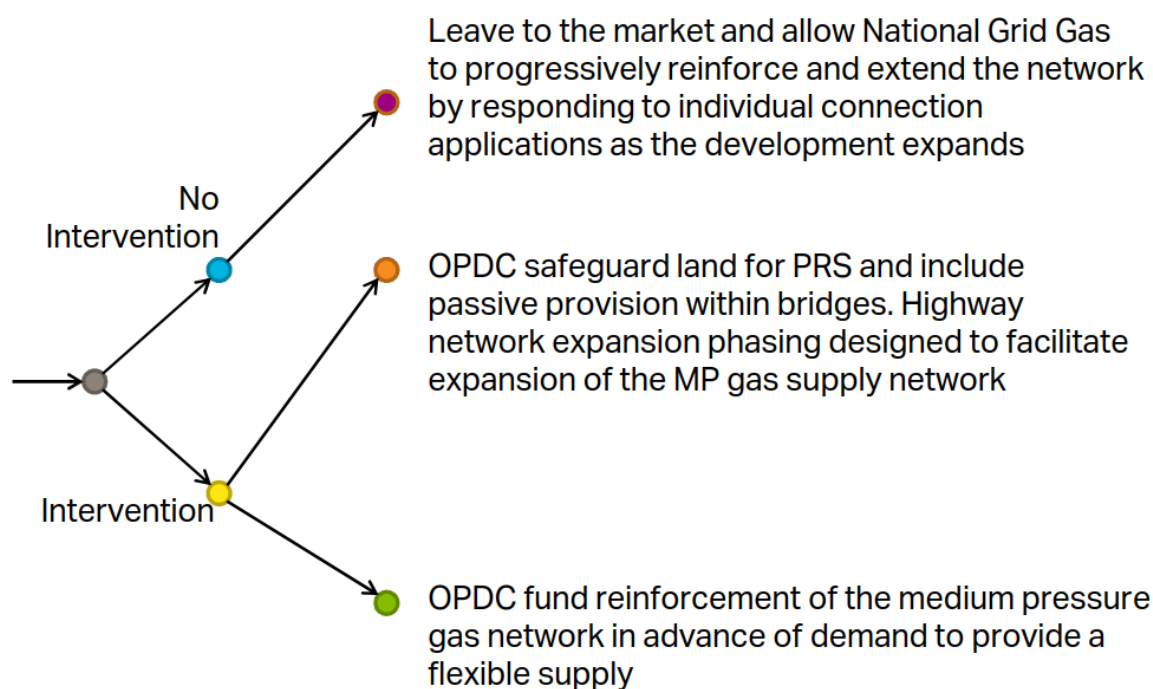 Leave to the market and allow National Grid Gas
to progressively reinforce and extend the network
by responding to individual connection
applications as the development expands
No
Intervention
OPDC safeguard land for PRS and include
passive provision within bridges. Highway
network expansion phasing designed to facilitate
expansion of the MP gas supply network
Intervention
OPDC fund reinforcement of the medium pressure
gas network in advance of demand to provide a
flexible supply